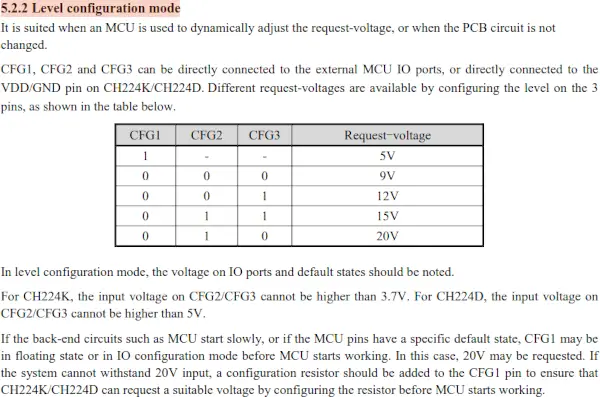 5.2.2 Level configuration mode
It is suited when an MCU is used to dynamically adjust the request-voltage, or when the PCB circuit is not
changed.
CFG1, CFG2 and CFG3 can be directly connected to the external MCU IO ports, or directly connected to the
VDD/GND pin on CH224K/CH224D. Different request-voltages are available by configuring the level on the 3
pins, as shown in the table below.
CFG1 CFG2 CFG3 Request-voltage
1 - - 5V
0 0 0 9V
0 0 1 12V
0 1 1 15V
0 1 0 20V
In level configuration mode, the voltage on IO ports and default states should be noted.
For CH224K, the input voltage on CFG2/CFG3 cannot be higher than 3.7V. For CH224D, the input voltage on
CFG2/CFG3 cannot be higher than 5V.
If the back-end circuits such as MCU start slowly, or if the MCU pins have a specific default state, CFG1 may be
in floating state or in IO configuration mode before MCU starts working. In this case, 20V may be requested. If
the system cannot withstand 20V input, a configuration resistor should be added to the CFG1 pin to ensure that
CH224K/CH224D can request a suitable voltage by configuring the resistor before MCU starts working.